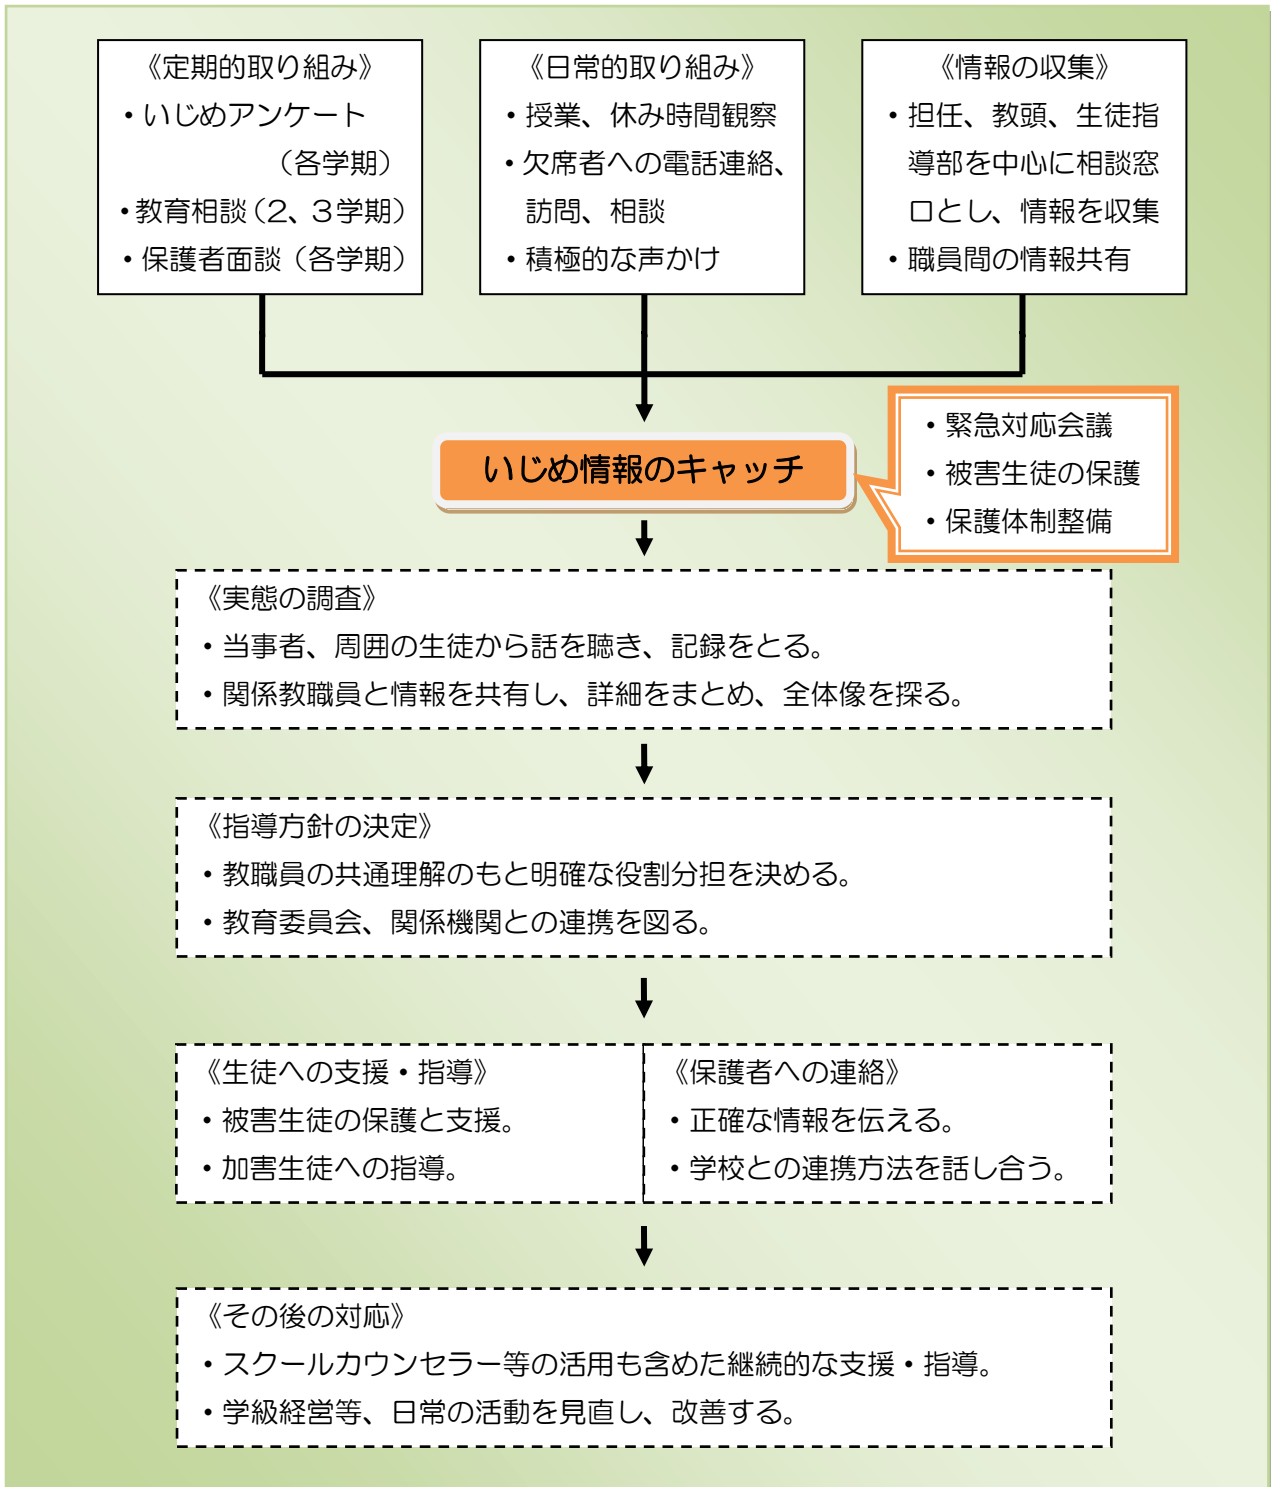 《定期的取り組み》
・いじめアンケート
（各学期）
・教育相談（2、3学期）
・保護者面談（各学期）
《日常的取り組み》
・授業、休み時間観察
・欠席者への電話連絡、
訪問、相談
・積極的な声かけ
《情報の収集》
・担任、教頭、生徒指
導部を中心に相談窓
口とし、情報を収集
・職員間の情報共有
いじめ情報のキャッチ
・緊急対応会議
・被害生徒の保護
・保護体制整備
《実態の調査》
・当事者、周囲の生徒から話を聴き、記録をとる。
・関係教職員と情報を共有し、詳細をまとめ、全体像を探る。
《指導方針の決定》
・教職員の共通理解のもと明確な役割分担を決める。
・教育委員会、関係機関との連携を図る。
《生徒への支援・指導》
・被害生徒の保護と支援。
・加害生徒への指導。
《保護者への連絡》
・正確な情報を伝える。
・学校との連携方法を話し合う。
《その後の対応》
・スクールカウンセラー等の活用も含めた継続的な支援・指導。
・学級経営等、日常の活動を見直し、改善する。